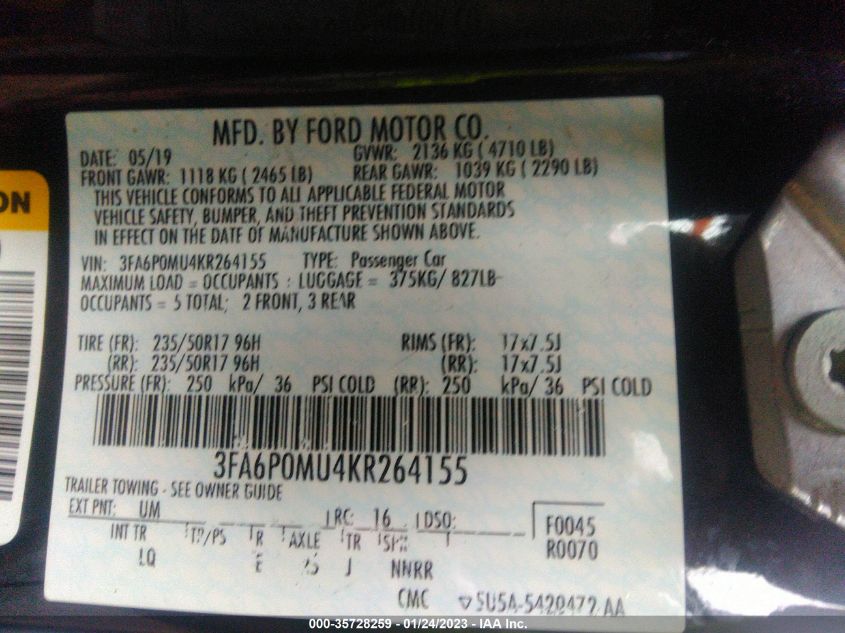 MFD. BY FORD MOTOR CO.
DATE: 05/19 GVWR: 2136 KG ( 4710 LB)
FRONT GAWR: 1118 KG ( 2465 LB) REAR GAWR: 1039 KG ( 2290 LB)
THIS VEHICLE CONFORMS TO ALL APPLICABLE FEDERAL MOTOR
VEHICLE SAFETY, BUMPER, AND THEFT PREVENTION STANDARDS
IN EFFECT ON THE DATE OF MANUFACTURE SHOWN ABOVE.
ON
VIN: 3FA6P0MU4KR264155 TYPE: Passenger Car
MAXIMUM LOAD = OCCUPANTS : LUGGAGE = 375KG/ 827LB
OCCUPANTS = 5 TOTAL; 2 FRONT, 3 REAR
TIRE (FR): 235/50R17 96H RIMS (FR): 17x7.5J
(RR): 235/50R17 96H (RR): 17x7.5J
PRESSURE (FR): 250 kPa/ 36 PSI COLD (RR): 250 kPa/ 36 PSI COLD
3FA6P0MU4KR264155
TRAILER TOWING - SEE OWNER GUIDE
EXT PNT: UM RC: 16 DSO: F0045
INT TR TP/PS R AXLE TR SPR R0070
LQ E J NNRR
CMC 5U5A-5420472 AA
000-35728259 - 01/24/2023 - IAA Inc.